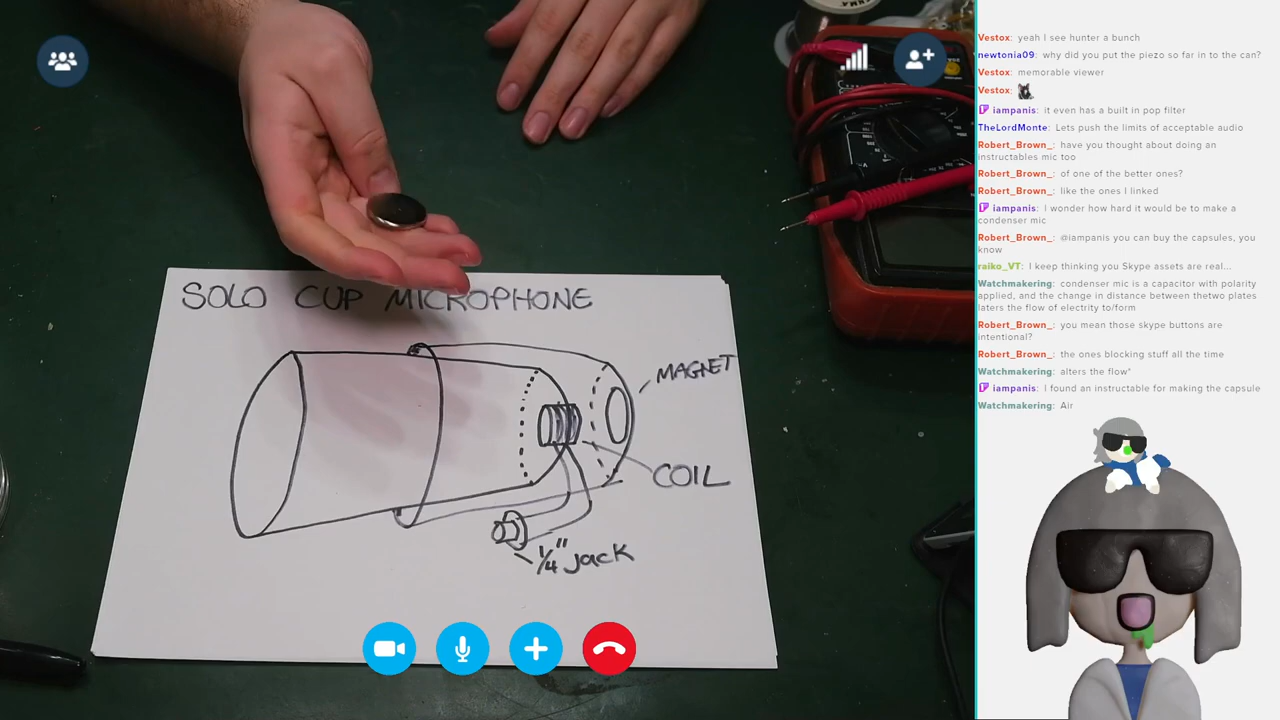 SOLO CUP MICROPHONE
MAGNET
COIL
1/4" jack
Vestox: yeah I see hunter a bunch
newtonia09: why did you put the piezo so far in to the can?
Vestox: memorable viewer
Vestox:
iampanis: it even has a built in pop filter
TheLordMonte: Lets push the limits of acceptable audio
Robert_Brown_: have you thought about doing an
instructables mic too
Robert_Brown_: of one of the better ones?
Robert_Brown_: like the ones I linked
iampanis: I wonder how hard it would be to make a
condenser mic
Robert_Brown_: @iampanis you can buy the capsules, you
know
raiko_VT: I keep thinking you Skype assets are real...
Watchmakering: condenser mic is a capacitor with polarity
applied, and the change in distance between thetwo plates
laters the flow of electrity to/form
Robert_Brown_: you mean those skype buttons are
intentional?
Robert_Brown_: the ones blocking stuff all the time
Watchmakering: alters the flow*
iampanis: I found an instructable for making the capsule
Watchmakering: Air